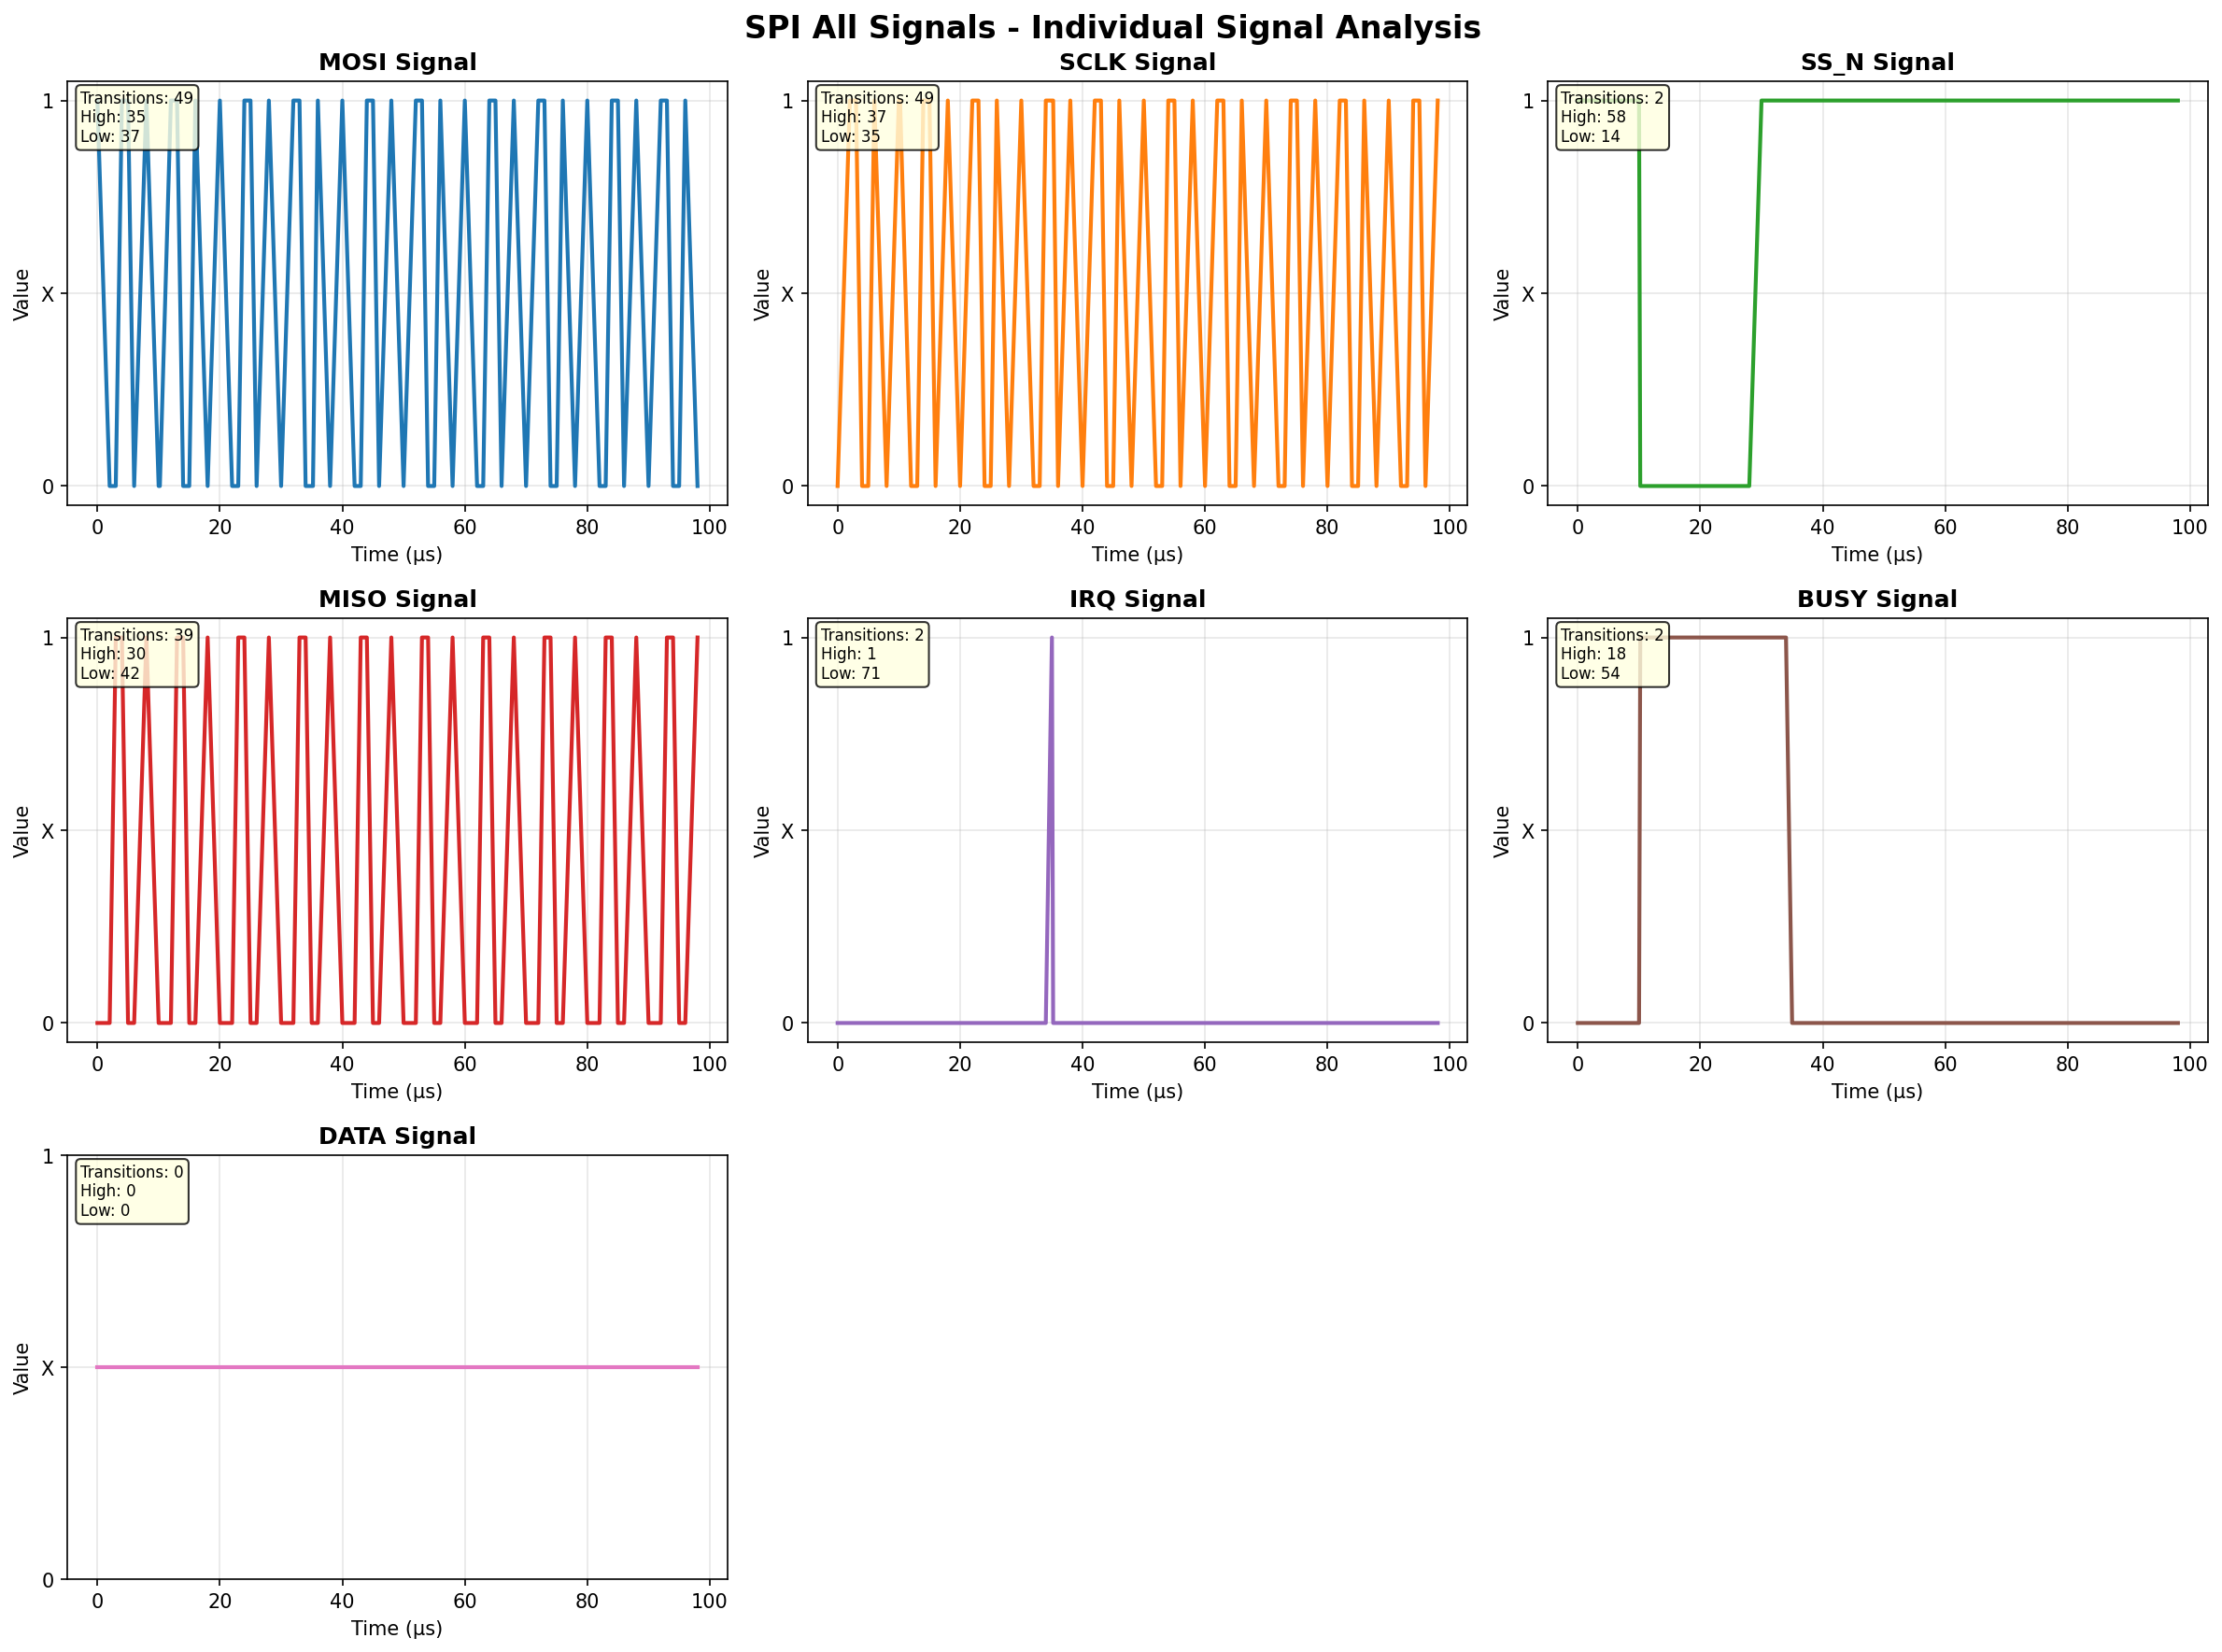 SPI All Signals - Individual Signal Analysis
MOSI Signal
Transitions: 49
High: 35
Low: 37
1
X
0
Value
0 20 40 60 80 100
Time (µs)
SCLK Signal
Transitions: 49
High: 37
Low: 35
1
X
0
Value
0 20 40 60 80 100
Time (µs)
SS_N Signal
Transitions: 2
High: 58
Low: 14
1
X
0
Value
0 20 40 60 80 100
Time (µs)
MISO Signal
Transitions: 39
High: 30
Low: 42
1
X
0
Value
0 20 40 60 80 100
Time (µs)
IRQ Signal
Transitions: 2
High: 1
Low: 71
1
X
0
Value
0 20 40 60 80 100
Time (µs)
BUSY Signal
Transitions: 2
High: 18
Low: 54
1
X
0
Value
0 20 40 60 80 100
Time (µs)
DATA Signal
Transitions: 0
High: 0
Low: 0
1
X
0
Value
0 20 40 60 80 100
Time (µs)